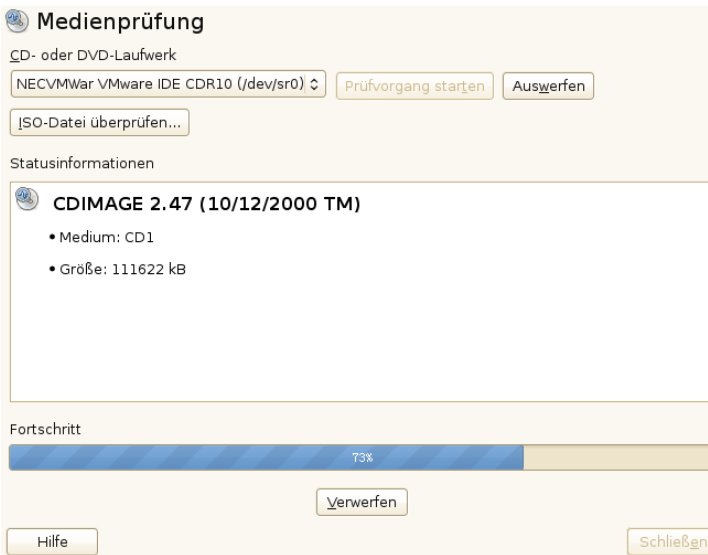 Medienprüfung
CD- oder DVD-Laufwerk
NECVMWar VMware IDE CDR10 (/dev/sr0)
Prüfvorgang starten
Auswerfen
ISO-Datei überprüfen...
Statusinformationen
CDIMAGE 2.47 (10/12/2000 TM)
• Medium: CD1
• Größe: 111622 kB
Fortschritt
73%
Verwerfen
Hilfe
Schließen